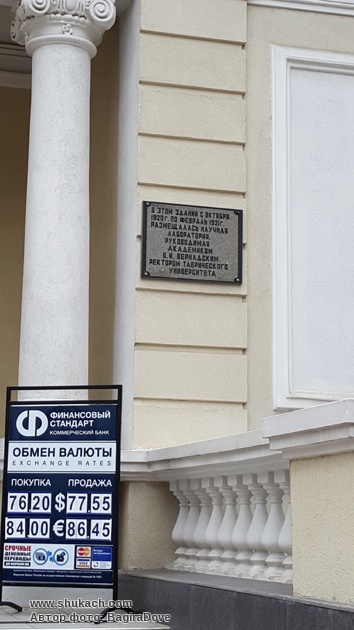 В ЭТОМ ЗДАНИИ С ОКТЯБРЯ
1920 г. ПО ФЕВРАЛЬ 1921 г.
РАЗМЕЩАЛАСЬ НАУЧНАЯ
ЛАБОРАТОРИЯ,
РУКОВОДИМАЯ
АКАДЕМИКОМ
В. И. ВЕРНАДСКИМ,
РЕКТОРОМ ТАВРИЧЕСКОГО
УНИВЕРСИТЕТА
ФИНАНСОВЫЙ
СТАНДАРТ
КОММЕРЧЕСКИЙ БАНК
ОБМЕН ВАЛЮТЫ
EXCHANGE RATES
ПОКУПКА ПРОДАЖА
76,20 $ 77,55
84,00 € 86,45
СРОЧНЫЕ
ДЕНЕЖНЫЕ
ПЕРЕВОДЫ
www.shukach.com
Автор фото: BagiraDove